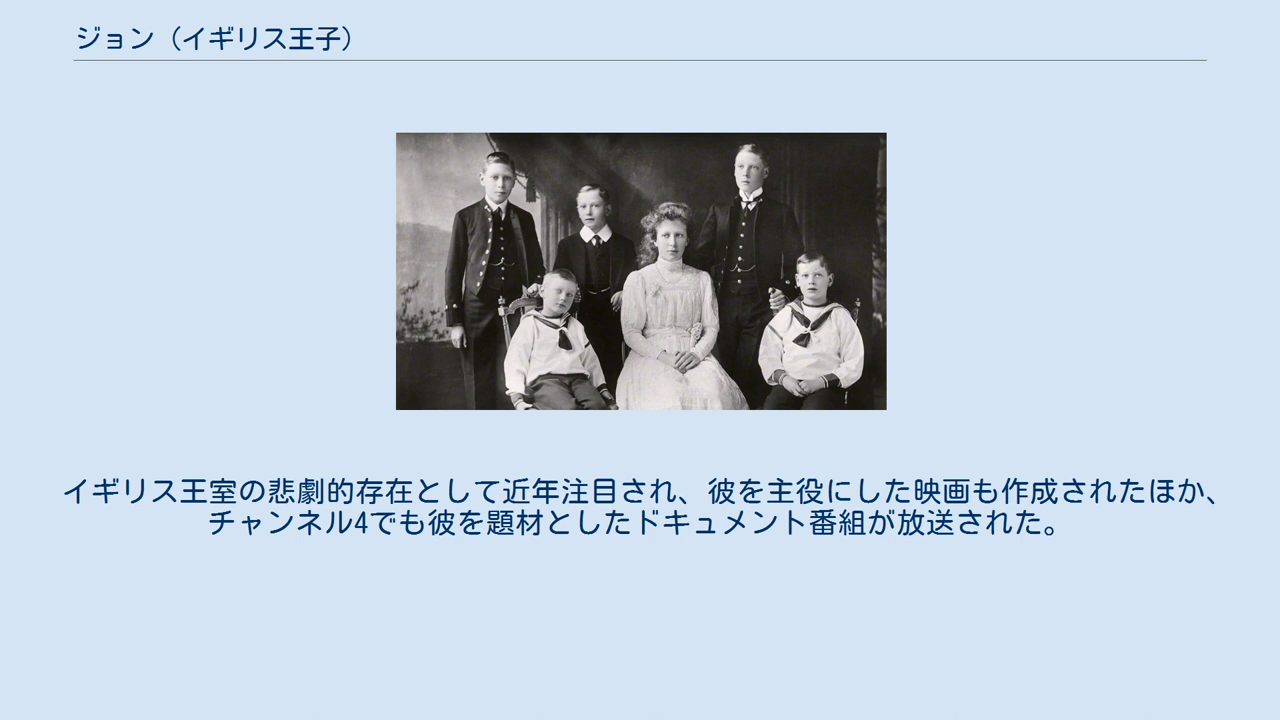 ジョン（イギリス王子）
イギリス王室の悲劇的存在として近年注目され、彼を主役にした映画も作成されたほか、
チャンネル4でも彼を題材としたドキュメント番組が放送された。